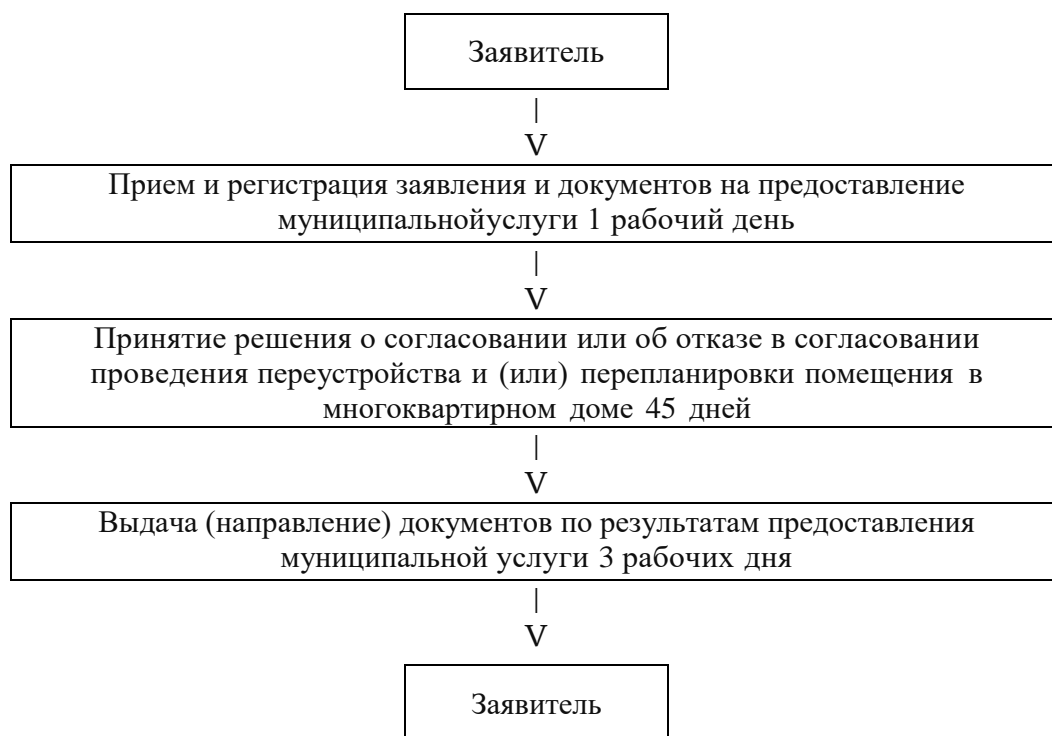 Заявитель
|
V
Прием и регистрация заявления и документов на предоставление
муниципальнойуслуги 1 рабочий день
|
V
Принятие решения о согласовании или об отказе в согласовании
проведения переустройства и (или) перепланировки помещения в
многоквартирном доме 45 дней
|
V
Выдача (направление) документов по результатам предоставления
муниципальной услуги 3 рабочих дня
|
V
Заявитель